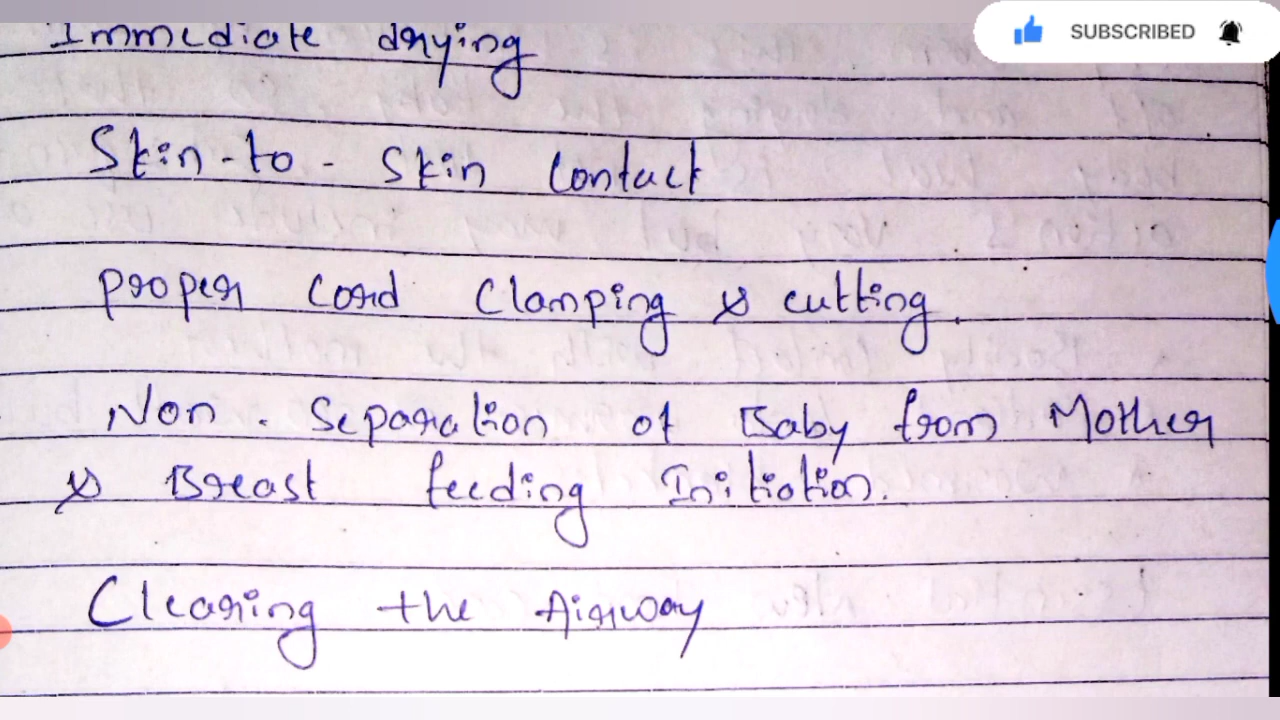 SUBSCRIBED
Immediate drying
Skin-to-Skin Contact
Proper Cord Clamping & cutting.
Non-Separation of Baby from Mother
& Breast feeding Initiation.
Clearing the Airway